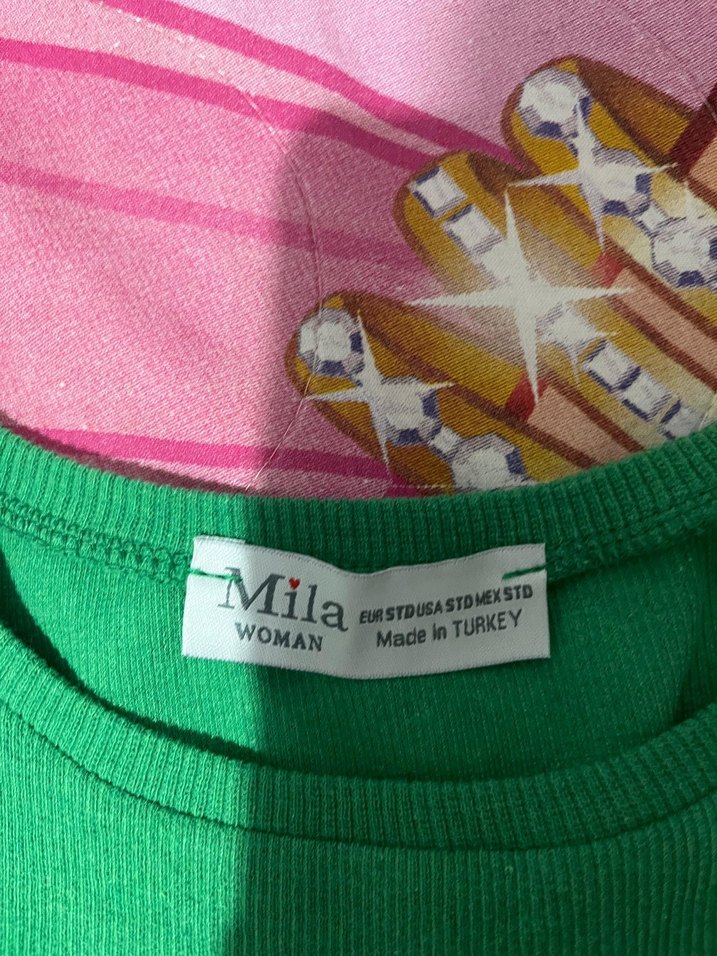 Mila
WOMAN
EUR STD USA STD MEX STD
Made in TURKEY